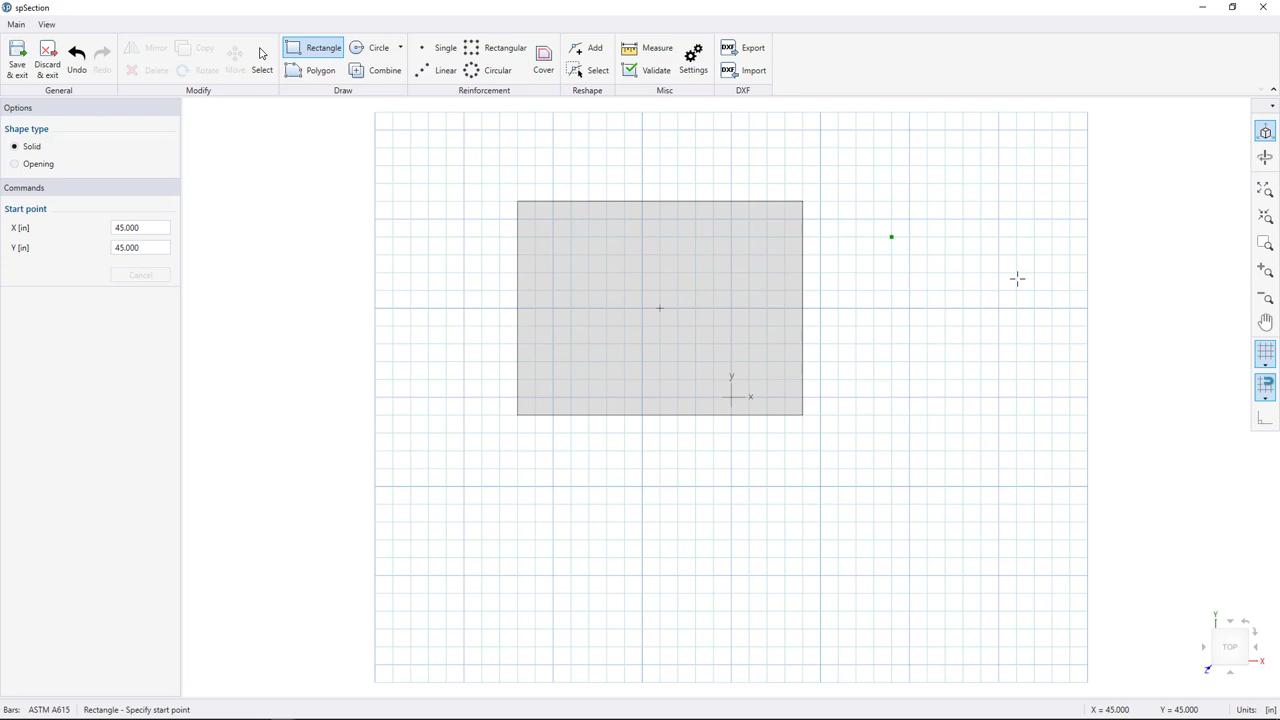 spSection
Main View
Save & exit
Discard & exit
Undo
Redo
Mirror
Copy
Delete
Rotate
Move
Select
Rectangle
Circle
Polygon
Combine
Single
Rectangular
Linear
Circular
Cover
Add
Select
Measure
Validate
Settings
DXF Export
DXF Import
General
Modify
Draw
Reinforcement
Reshape
Misc
DXF
Options
Shape type
Solid
Opening
Commands
Start point
X [in] 45.000
Y [in] 45.000
Cancel
y
x
Y
TOP
X
Z
Bars: ASTM A615 Rectangle - Specify start point X = 45.000 Y = 45.000 Units: [in]